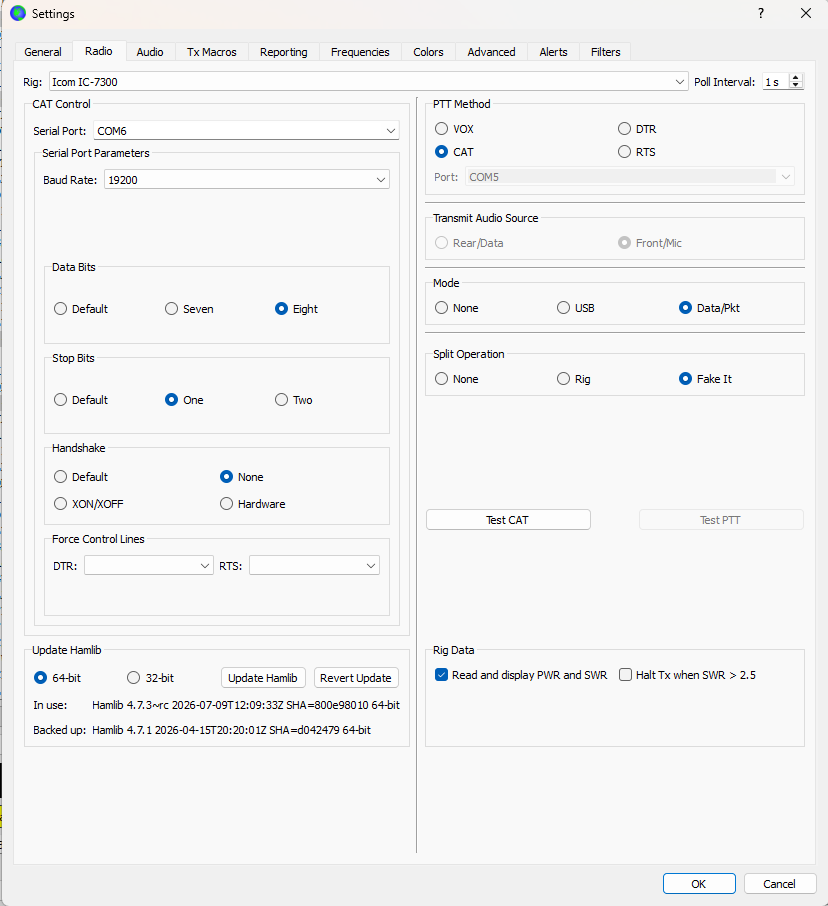 Settings
?
General Radio Audio Tx Macros Reporting Frequencies Colors Advanced Alerts Filters
Rig: Icom IC-7300 Poll Interval: 1 s
CAT Control
Serial Port: COM6
Serial Port Parameters
Baud Rate: 19200
Data Bits
Default Seven Eight
Stop Bits
Default One Two
Handshake
Default None
XON/XOFF Hardware
Force Control Lines
DTR: RTS:
Update Hamlib
64-bit 32-bit Update Hamlib Revert Update
In use: Hamlib 4.7.3~rc 2026-07-09T12:09:33Z SHA=800e98010 64-bit
Backed up: Hamlib 4.7.1 2026-04-15T20:20:01Z SHA=d042479 64-bit
PTT Method
VOX DTR
CAT RTS
Port: COM5
Transmit Audio Source
Rear/Data Front/Mic
Mode
None USB Data/Pkt
Split Operation
None Rig Fake It
Test CAT Test PTT
Rig Data
Read and display PWR and SWR Halt Tx when SWR > 2.5
OK Cancel